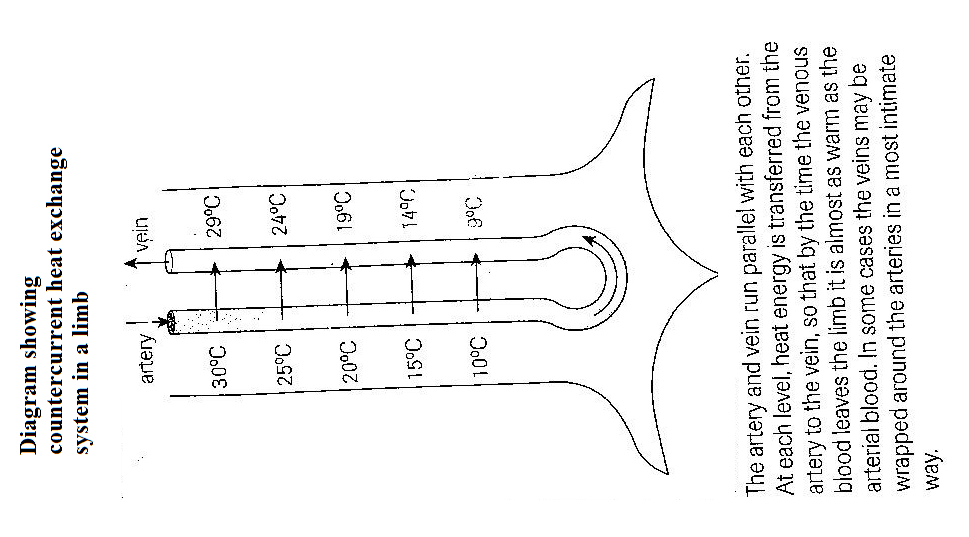 Diagram showing
countercurrent heat exchange
system in a limb
artery
vein
30°C
29°C
25°C
24°C
20°C
19°C
15°C
14°C
10°C
9°C
The artery and vein run parallel with each other.
At each level, heat energy is transferred from the
artery to the vein, so that by the time the venous
blood leaves the limb it is almost as warm as the
arterial blood. In some cases the veins may be
wrapped around the arteries in a most intimate
way.